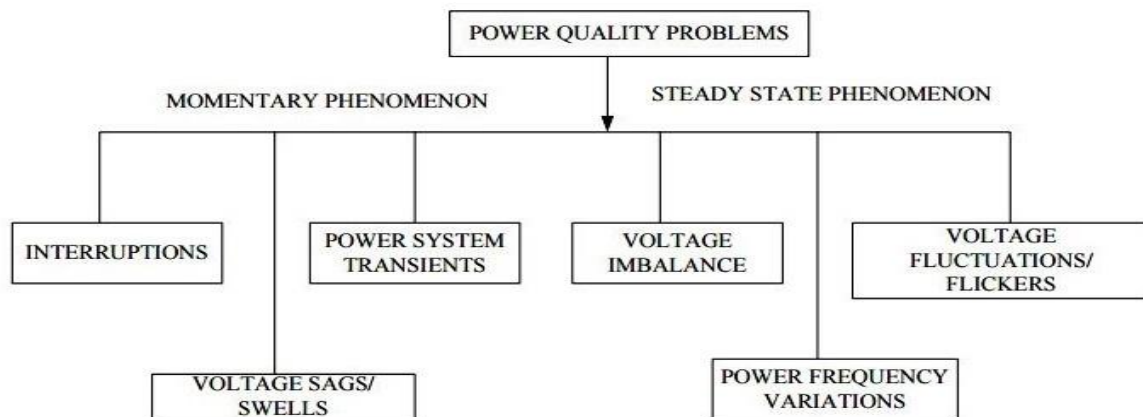 POWER QUALITY PROBLEMS
MOMENTARY PHENOMENON
STEADY STATE PHENOMENON
INTERRUPTIONS
POWER SYSTEM
TRANSIENTS
VOLTAGE
IMBALANCE
VOLTAGE
FLUCTUATIONS/
FLICKERS
VOLTAGE SAGS/
SWELLS
POWER FREQUENCY
VARIATIONS